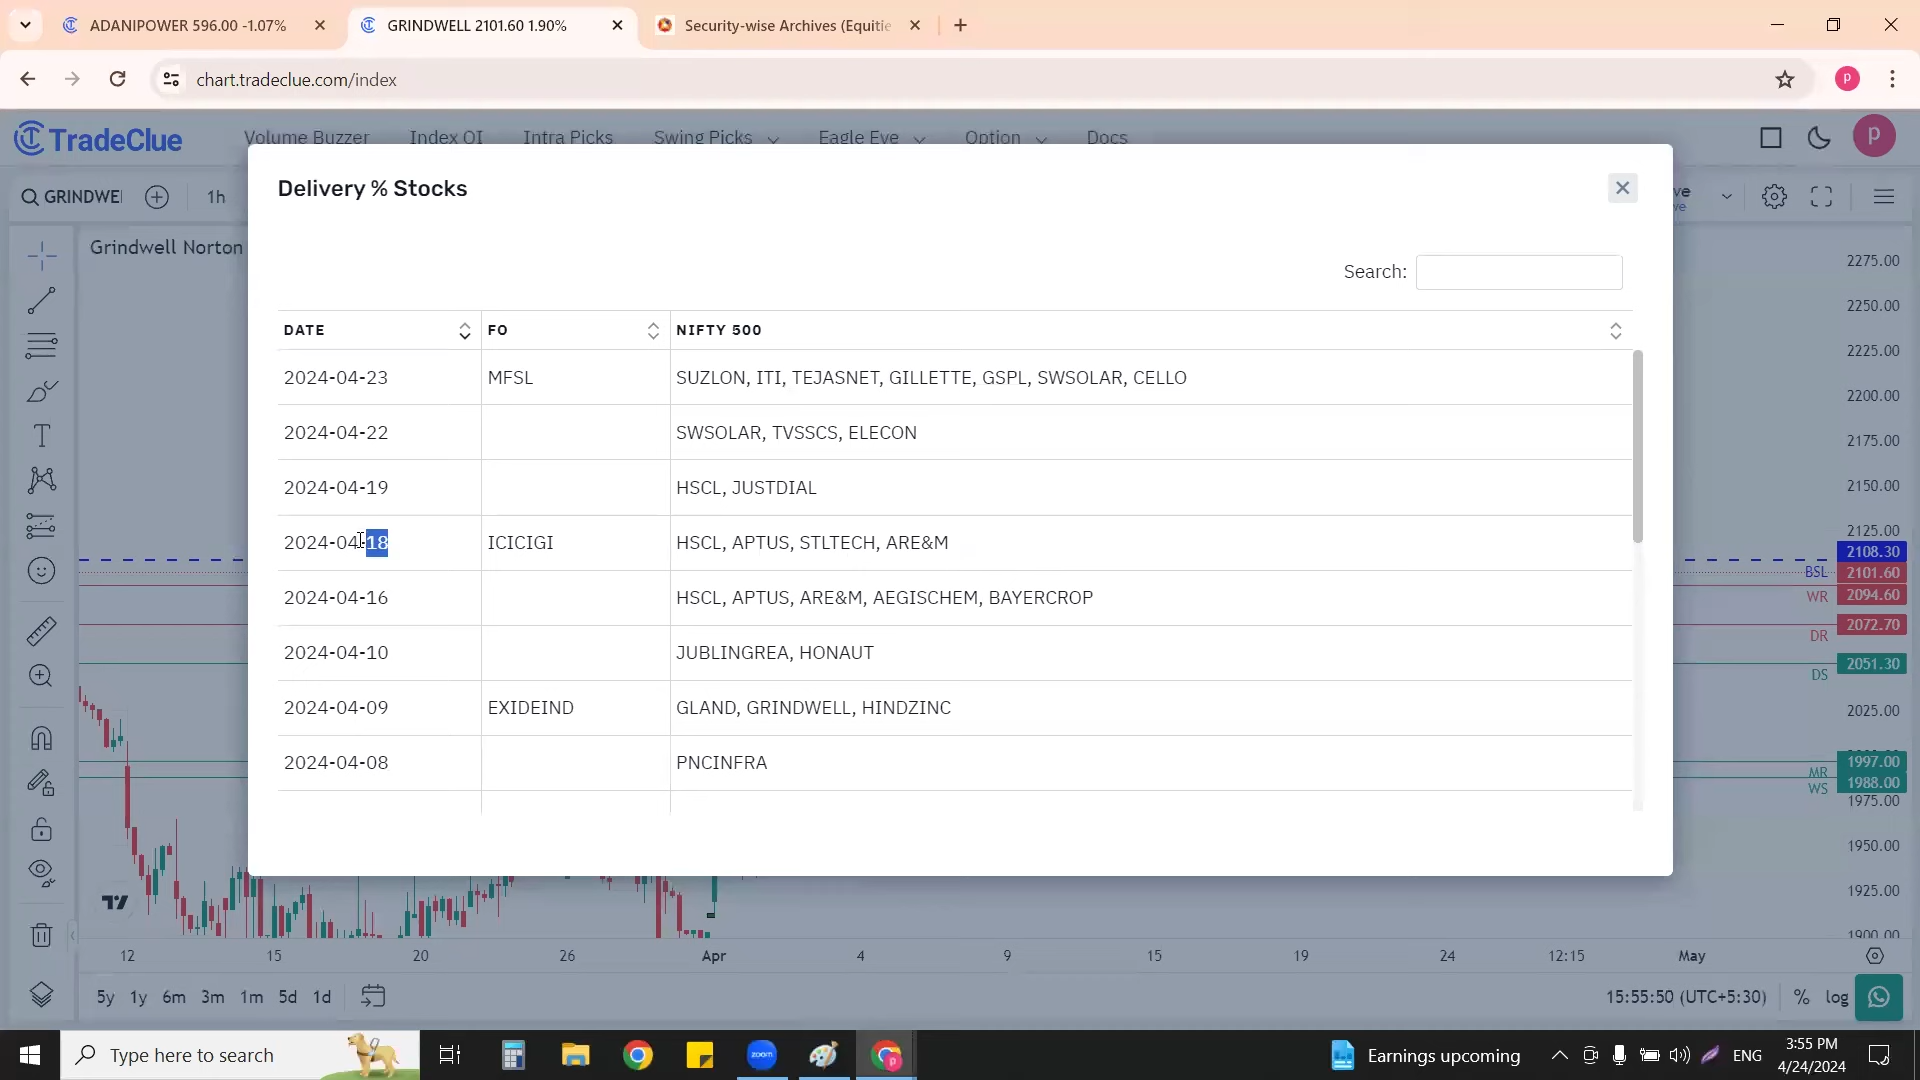 ADANIPOWER 596.00 -1.07%
GRINDWELL 2101.60 1.90%
Security-wise Archives (Equitie
chart.tradeclue.com/index
P
TradeClue
Volume Buzzer
Index OI
Intra Picks
Swing Picks
Eagle Eye
Option
Docs
P
GRINDWE
1h
ve
ve
Grindwell Norton
Delivery % Stocks
Search:
DATE FO NIFTY 500
2024-04-23 MFSL SUZLON, ITI, TEJASNET, GILLETTE, GSPL, SWSOLAR, CELLO
2024-04-22 SWSOLAR, TVSSCS, ELECON
2024-04-19 HSCL, JUSTDIAL
2024-04-18 ICICIGI HSCL, APTUS, STLTECH, ARE&M
2024-04-16 HSCL, APTUS, ARE&M, AEGISCHEM, BAYERCROP
2024-04-10 JUBLINGREA, HONAUT
2024-04-09 EXIDEIND GLAND, GRINDWELL, HINDZINC
2024-04-08 PNCINFRA
2275.00
2250.00
2225.00
2200.00
2175.00
2150.00
2125.00
2108.30
BSL 2101.60
WR 2094.60
2072.70
DR
2051.30
DS
2025.00
1997.00
MR
1988.00
WS
1975.00
1950.00
1925.00
1900.00
12 15 20 26 Apr 4 9 15 19 24 12:15 May
5y 1y 6m 3m 1m 5d 1d
15:55:50 (UTC+5:30) % log
Type here to search
zoom
P
Earnings upcoming
ENG
3:55 PM
4/24/2024